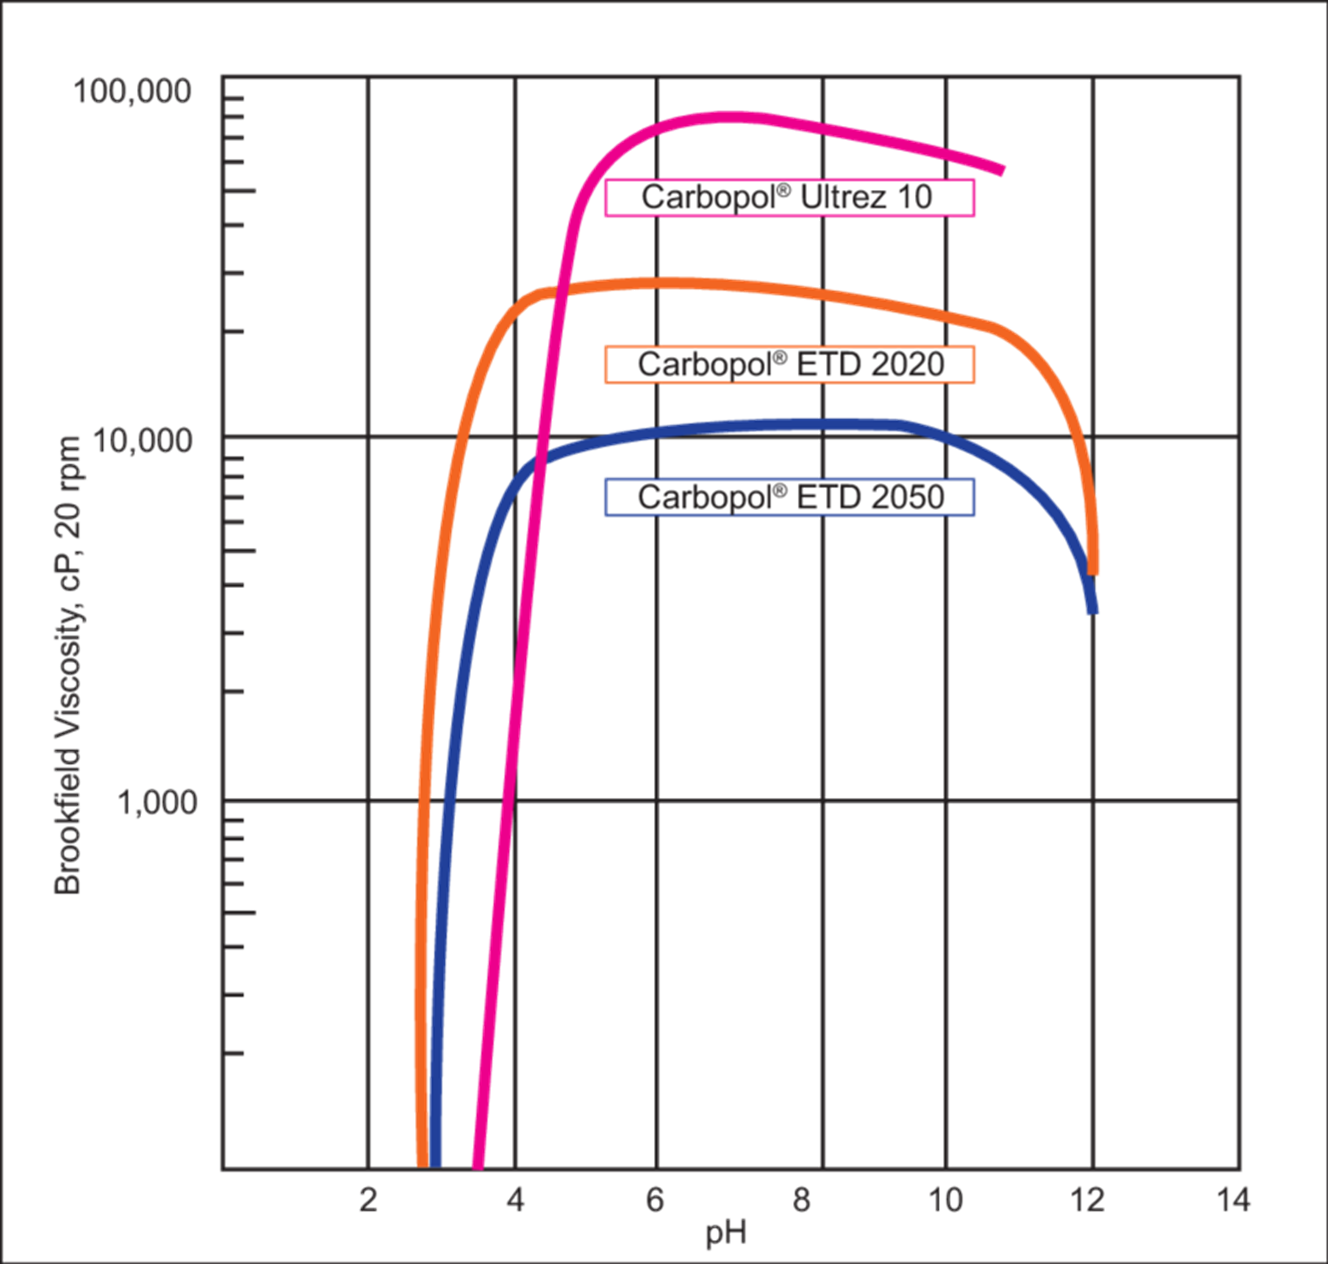 100,000
Carbopol® Ultrez 10
Carbopol® ETD 2020
10,000
Carbopol® ETD 2050
1,000
Brookfield Viscosity, cP, 20 rpm
2 4 6 8 10 12 14
pH